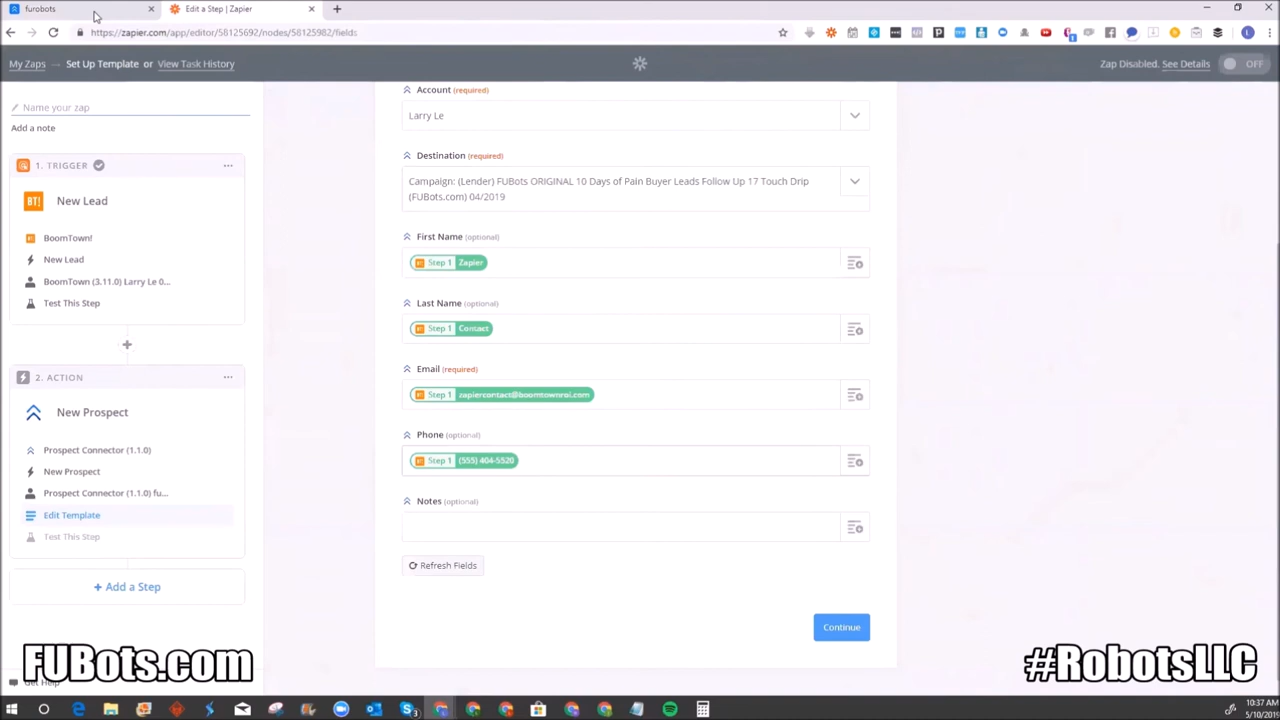 furobots
Edit a Step | Zapier
https://zapier.com/app/editor/58125692/nodes/58125982/fields
My Zaps
Set Up Template or View Task History
Zap Disabled. See Details
OFF
Name your zap
Add a note
1. TRIGGER
BT! New Lead
BoomTown!
New Lead
BoomTown (3.11.0) Larry Le 0...
Test This Step
2. ACTION
New Prospect
Prospect Connector (1.1.0)
New Prospect
Prospect Connector (1.1.0) fu...
Edit Template
Test This Step
+ Add a Step
Get Help
Account (required)
Larry Le
Destination (required)
Campaign: (Lender) FUBots ORIGINAL 10 Days of Pain Buyer Leads Follow Up 17 Touch Drip
(FUBots.com) 04/2019
First Name (optional)
Step 1 Zapier
Last Name (optional)
Step 1 Contact
Email (required)
Step 1 zapiercontact@boomtownroi.com
Phone (optional)
Step 1 (555) 404-5520
Notes (optional)
Refresh Fields
Continue
FUBots.com
#RobotsLLC
10:37 AM
5/10/2019